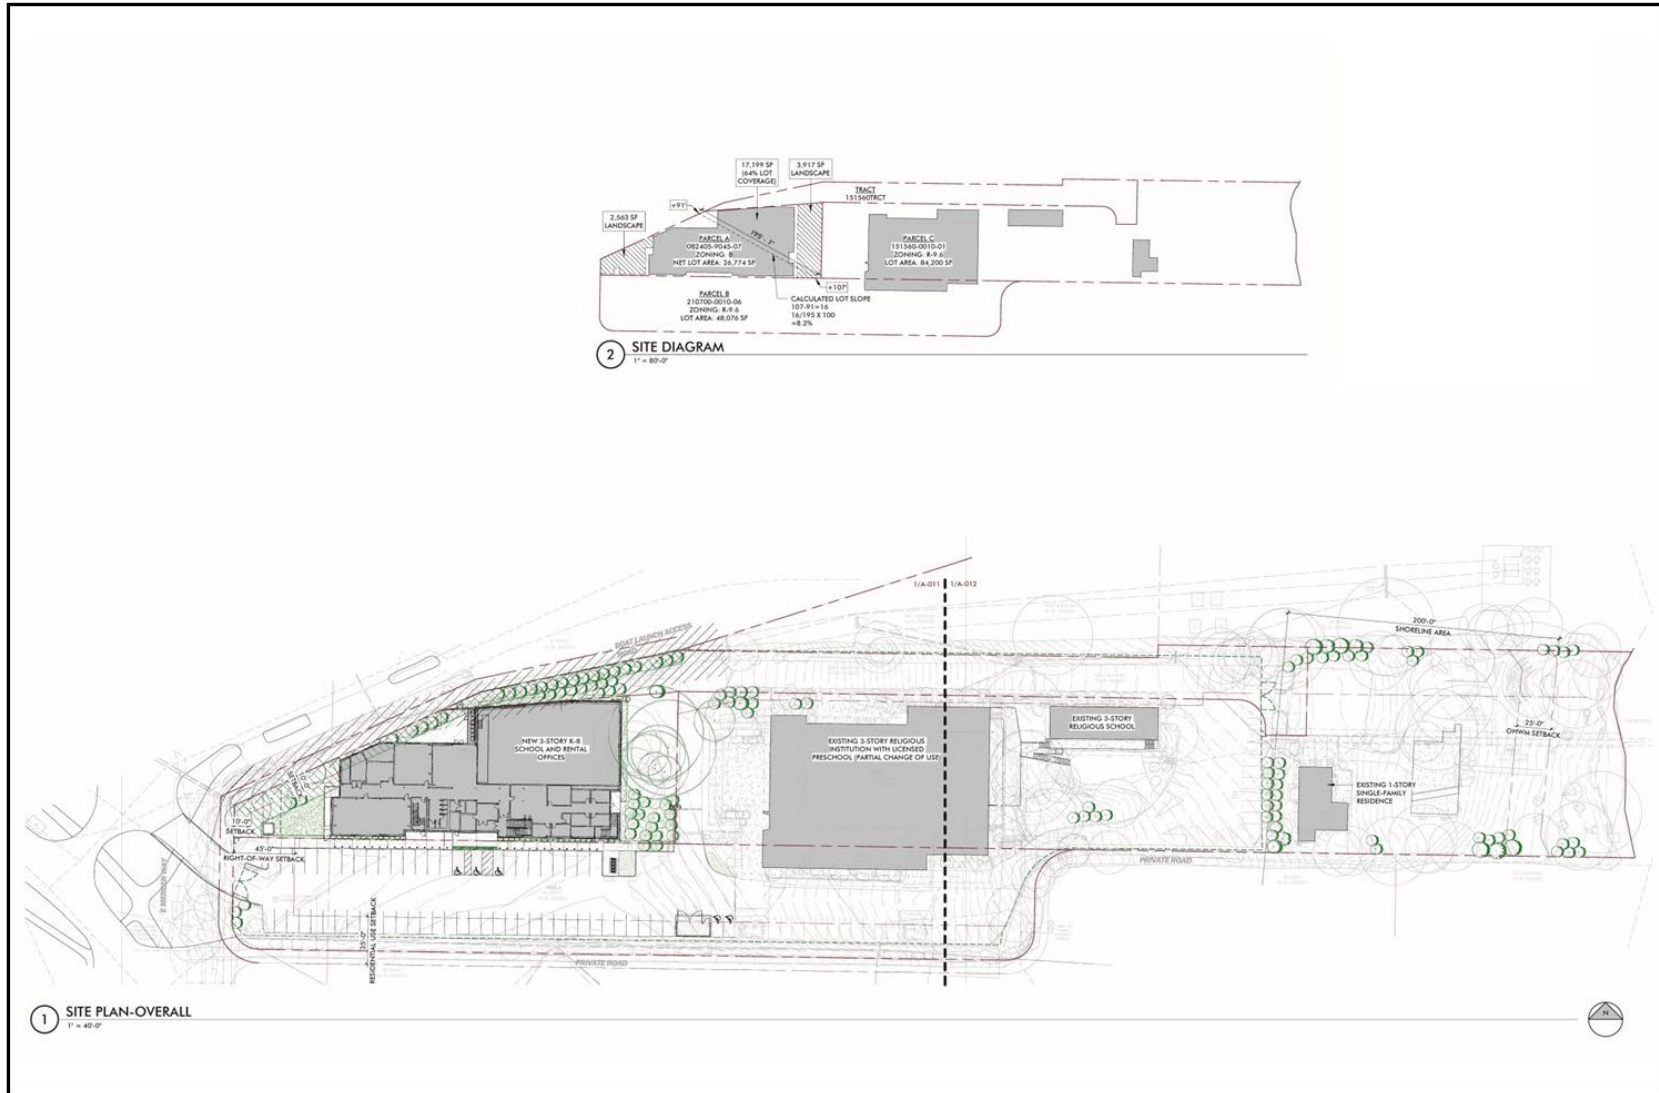 17,199 SF
(64% LOT
COVERAGE)
3,917 SF
LANDSCAPE
TRACT
151560TRCT
+91'
2,563 SF
LANDSCAPE
199' - 1"
PARCEL A
082405-9045-07
ZONING: B
NET LOT AREA: 26,774 SF
PARCEL C
151560-0010-01
ZONING: R-9.6
LOT AREA: 84,200 SF
+107'
PARCEL B
210700-0010-06
ZONING: R-9.6
LOT AREA: 48,076 SF
CALCULATED LOT SLOPE
107-91=16
16/195 X 100
=8.2%
2
SITE DIAGRAM
1" = 80'-0"
1/A-011
1/A-012
BOAT LAUNCH ACCESS
ROAD
200'-0"
SHORELINE AREA
NEW 3-STORY K-8
SCHOOL AND RENTAL
OFFICES
EXISTING 3-STORY RELIGIOUS
INSTITUTION WITH LICENSED
PRESCHOOL (PARTIAL CHANGE OF USE)
EXISTING 3-STORY
RELIGIOUS SCHOOL
25'-0"
OHWM SETBACK
EXISTING 1-STORY
SINGLE-FAMILY
RESIDENCE
10'-0"
SETBACK
10'-0"
SETBACK
45'-0"
RIGHT-OF-WAY SETBACK
E MERCER WAY
35'-0"
RESIDENTIAL USE SETBACK
PRIVATE ROAD
PRIVATE ROAD
1
SITE PLAN-OVERALL
1" = 40'-0"
N